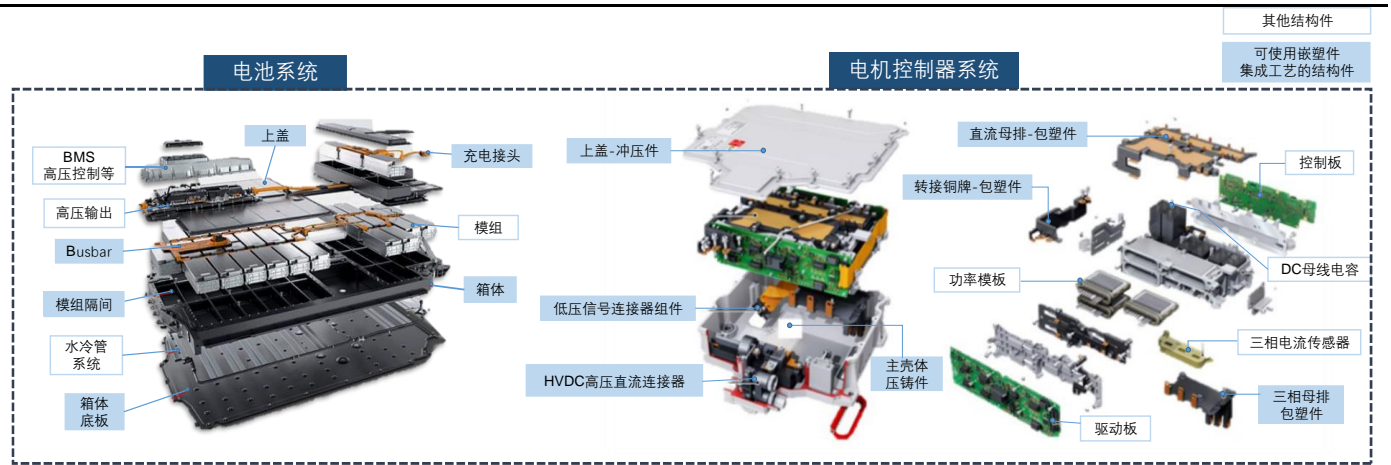 其他结构件
可使用嵌塑件
集成工艺的结构件
电池系统
电机控制器系统
上盖
BMS
高压控制等
充电接头
高压输出
模组
Busbar
模组隔间
箱体
水冷管
系统
箱体
底板
上盖-冲压件
直流母排-包塑件
控制板
转接铜牌-包塑件
功率模板
DC母线电容
低压信号连接器组件
三相电流传感器
HVDC高压直流连接器
主壳体
压铸件
三相母排
包塑件
驱动板